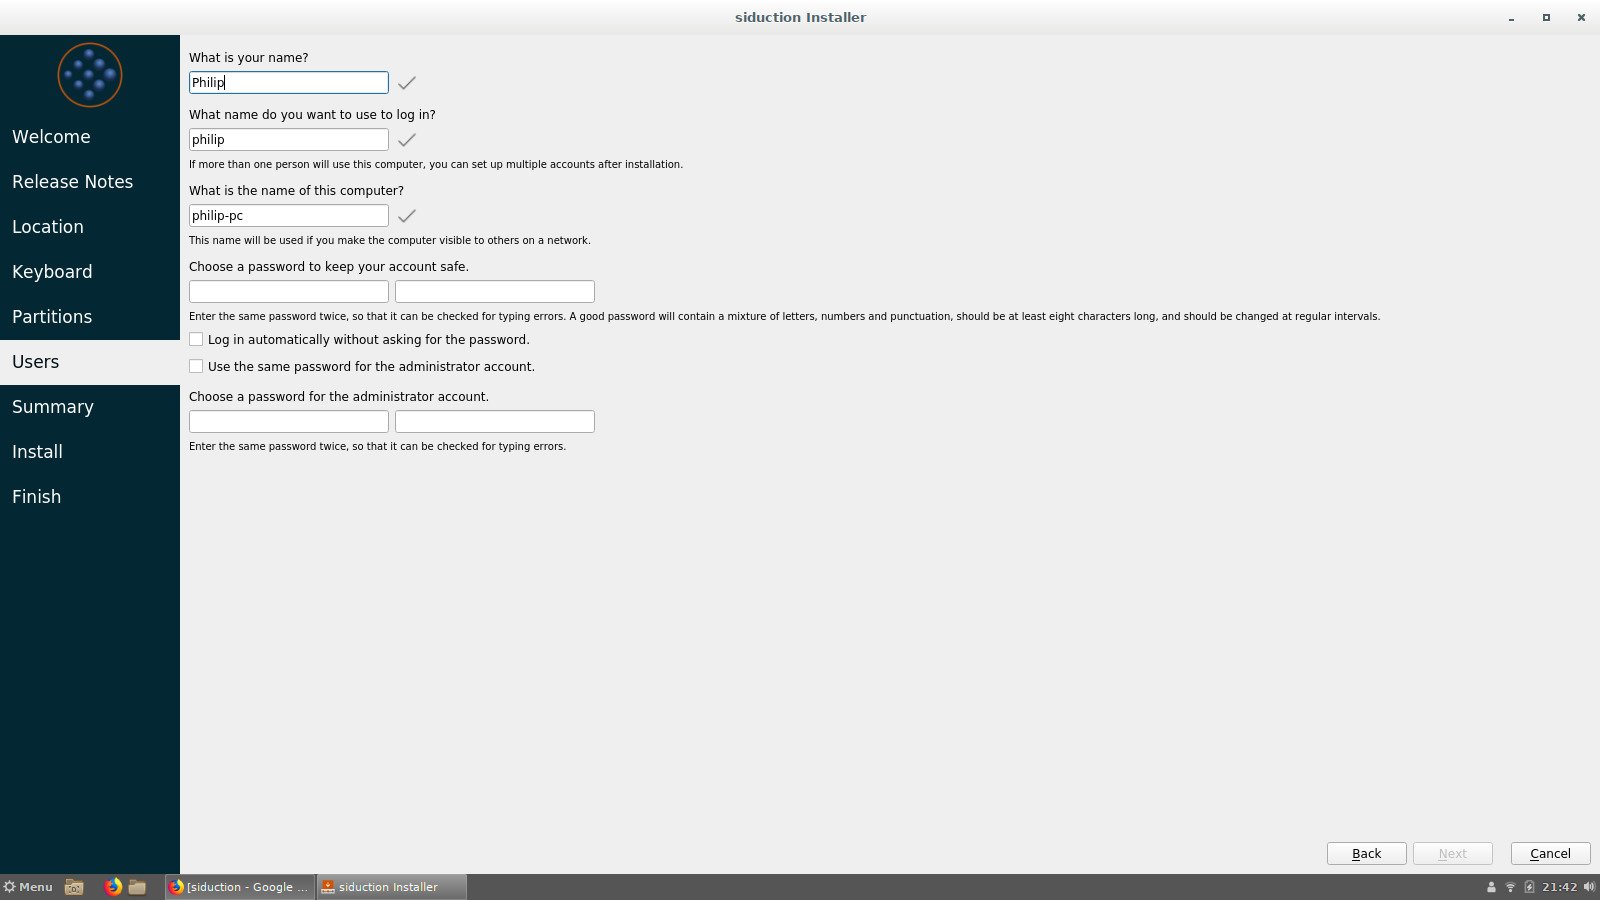 siduction Installer
Welcome
Release Notes
Location
Keyboard
Partitions
Users
Summary
Install
Finish
What is your name?
Philip
What name do you want to use to log in?
philip
If more than one person will use this computer, you can set up multiple accounts after installation.
What is the name of this computer?
philip-pc
This name will be used if you make the computer visible to others on a network.
Choose a password to keep your account safe.
Enter the same password twice, so that it can be checked for typing errors. A good password will contain a mixture of letters, numbers and punctuation, should be at least eight characters long, and should be changed at regular intervals.
Log in automatically without asking for the password.
Use the same password for the administrator account.
Choose a password for the administrator account.
Enter the same password twice, so that it can be checked for typing errors.
Back Next Cancel
Menu [siduction - Google ... siduction Installer 21:42